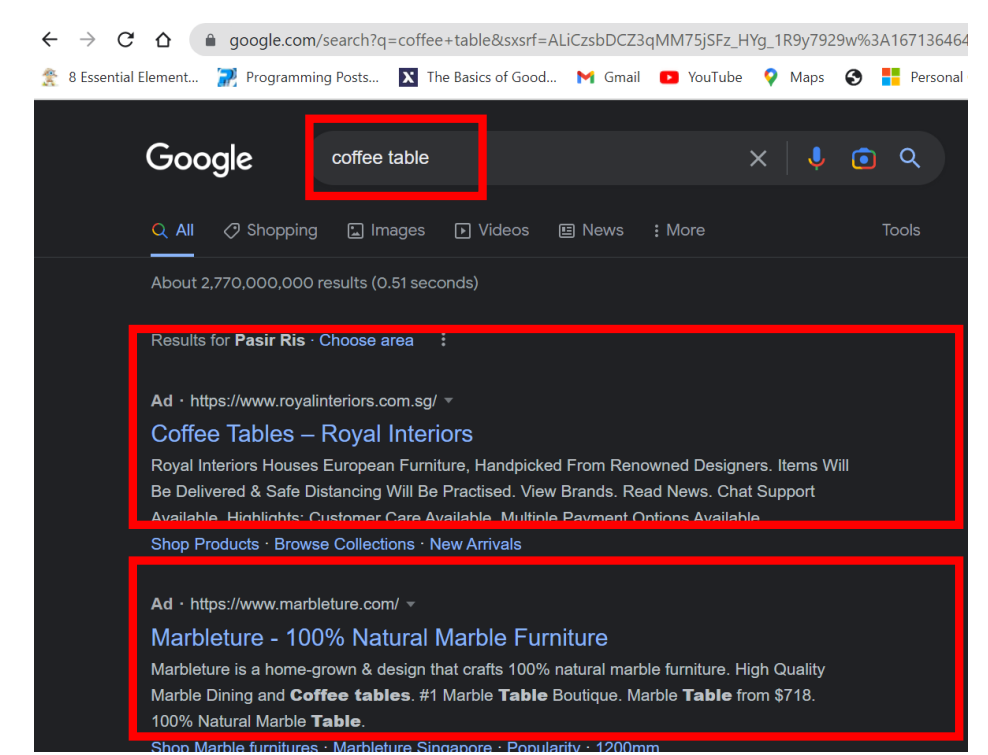 google.com/search?q=coffee+table&sxsrf=ALiCzsbDCZ3qMM75jSFz_HYg_1R9y7929w%3A167136464
8 Essential Element... Programming Posts... The Basics of Good... Gmail YouTube Maps Personal
Google coffee table
All Shopping Images Videos News More Tools
About 2,770,000,000 results (0.51 seconds)
Results for Pasir Ris · Choose area
Ad · https://www.royalinteriors.com.sg/
Coffee Tables – Royal Interiors
Royal Interiors Houses European Furniture, Handpicked From Renowned Designers. Items Will
Be Delivered & Safe Distancing Will Be Practised. View Brands. Read News. Chat Support
Available. Highlights: Customer Care Available, Multiple Payment Options Available
Shop Products · Browse Collections · New Arrivals
Ad · https://www.marbleture.com/
Marbleture - 100% Natural Marble Furniture
Marbleture is a home-grown & design that crafts 100% natural marble furniture. High Quality
Marble Dining and Coffee tables. #1 Marble Table Boutique. Marble Table from $718.
100% Natural Marble Table.
Shop Marble furnitures · Marbleture Singapore · Popularity · 1200mm